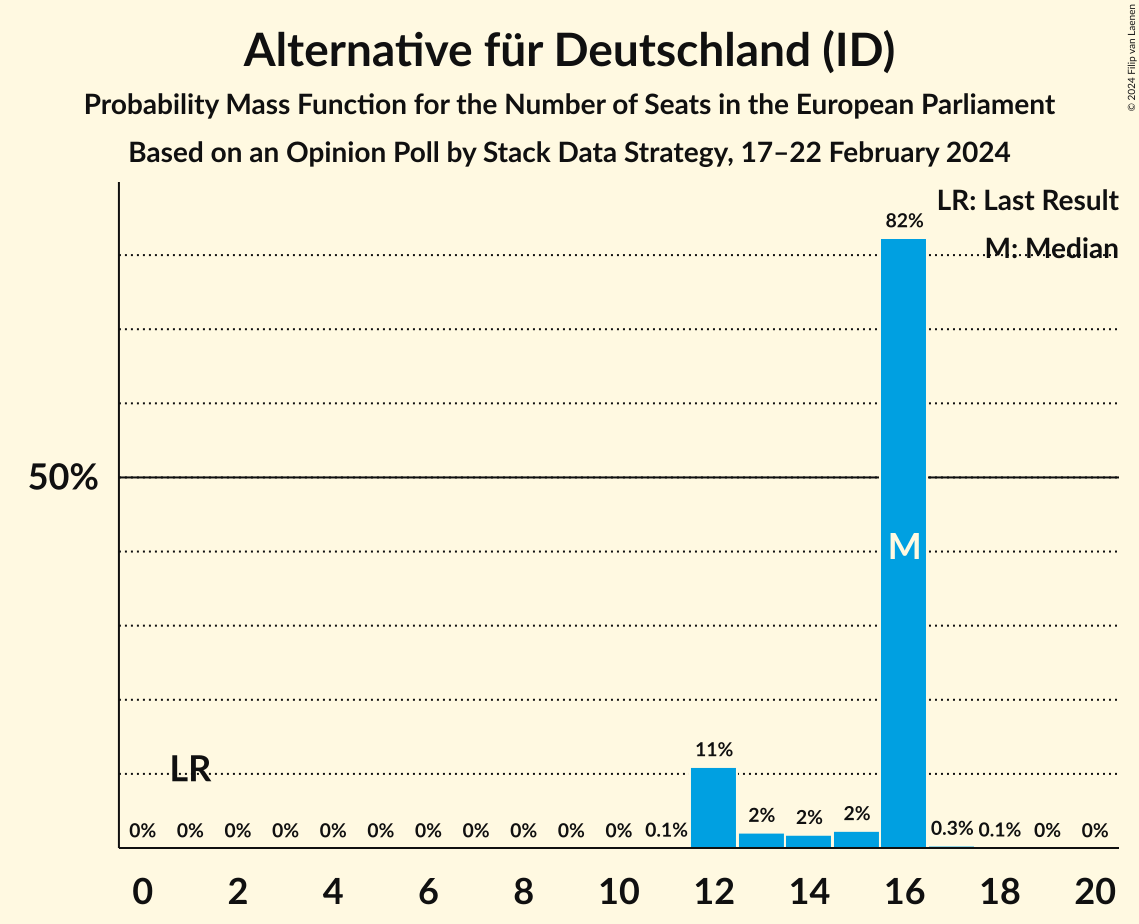 Alternative für Deutschland (ID)
Probability Mass Function for the Number of Seats in the European Parliament
Based on an Opinion Poll by Stack Data Strategy, 17–22 February 2024
© 2024 Filip van Laenen
LR: Last Result
M: Median
82%
50%
M
11%
LR
0% 0% 0% 0% 0% 0% 0% 0% 0% 0% 0% 0.1% 2% 2% 2% 0.3% 0.1% 0% 0%
0 2 4 6 8 10 12 14 16 18 20